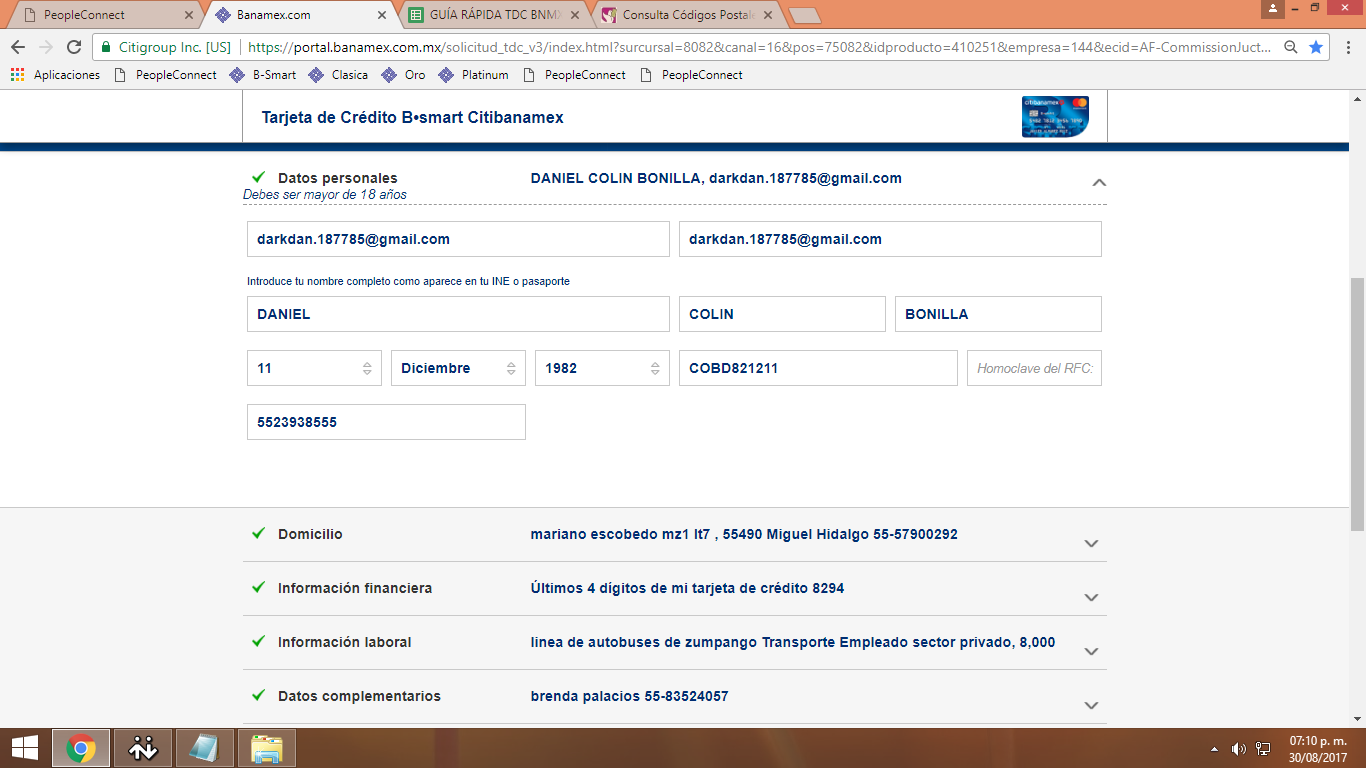 PeopleConnect
Banamex.com
GUÍA RÁPIDA TDC BNM
Consulta Códigos Postale
Citigroup Inc. [US]
https://portal.banamex.com.mx/solicitud_tdc_v3/index.html?surcursal=8082&canal=16&pos=75082&idproducto=410251&empresa=144&ecid=AF-CommissionJuct...
Aplicaciones PeopleConnect B-Smart Clasica Oro Platinum PeopleConnect PeopleConnect
Tarjeta de Crédito B•smart Citibanamex
citibanamex
Datos personales DANIEL COLIN BONILLA, darkdan.187785@gmail.com
Debes ser mayor de 18 años
darkdan.187785@gmail.com darkdan.187785@gmail.com
Introduce tu nombre completo como aparece en tu INE o pasaporte
DANIEL COLIN BONILLA
11 Diciembre 1982 COBD821211 Homoclave del RFC:
5523938555
Domicilio mariano escobedo mz1 lt7 , 55490 Miguel Hidalgo 55-57900292
Información financiera Últimos 4 dígitos de mi tarjeta de crédito 8294
Información laboral linea de autobuses de zumpango Transporte Empleado sector privado, 8,000
Datos complementarios brenda palacios 55-83524057
07:10 p. m.
30/08/2017